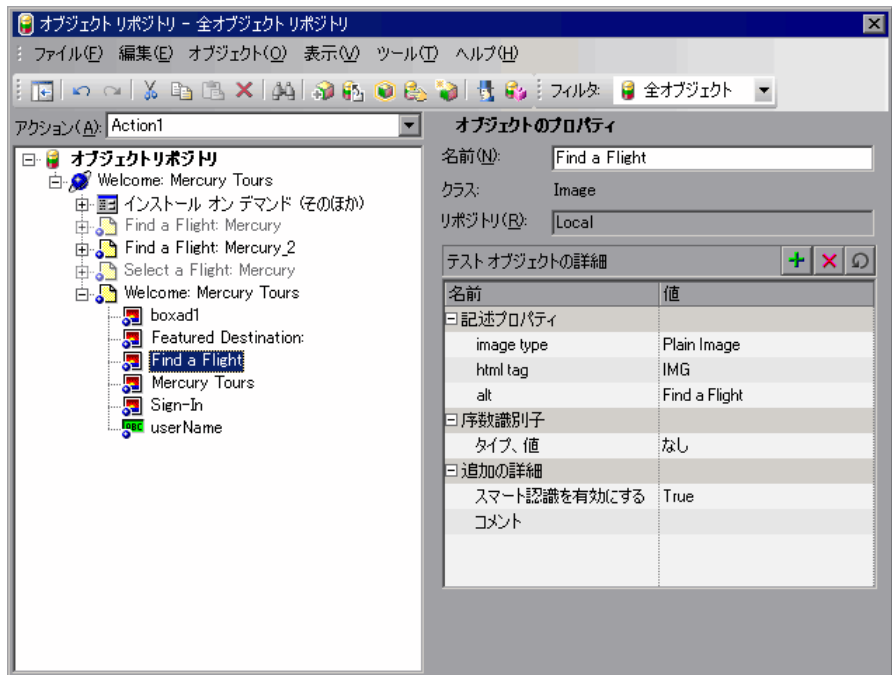 オブジェクト リポジトリ - 全オブジェクト リポジトリ
ファイル(F) 編集(E) オブジェクト(O) 表示(V) ツール(T) ヘルプ(H)
フィルタ: 全オブジェクト
アクション(A): Action1
オブジェクトリポジトリ
Welcome: Mercury Tours
インストール オン デマンド (そのほか)
Find a Flight: Mercury
Find a Flight: Mercury_2
Select a Flight: Mercury
Welcome: Mercury Tours
boxad1
Featured Destination:
Find a Flight
Mercury Tours
Sign-In
userName
オブジェクトのプロパティ
名前(N): Find a Flight
クラス: Image
リポジトリ(R): Local
テスト オブジェクトの詳細
名前 値
記述プロパティ
image type Plain Image
html tag IMG
alt Find a Flight
序数識別子
タイプ、値 なし
追加の詳細
スマート認識を有効にする True
コメント